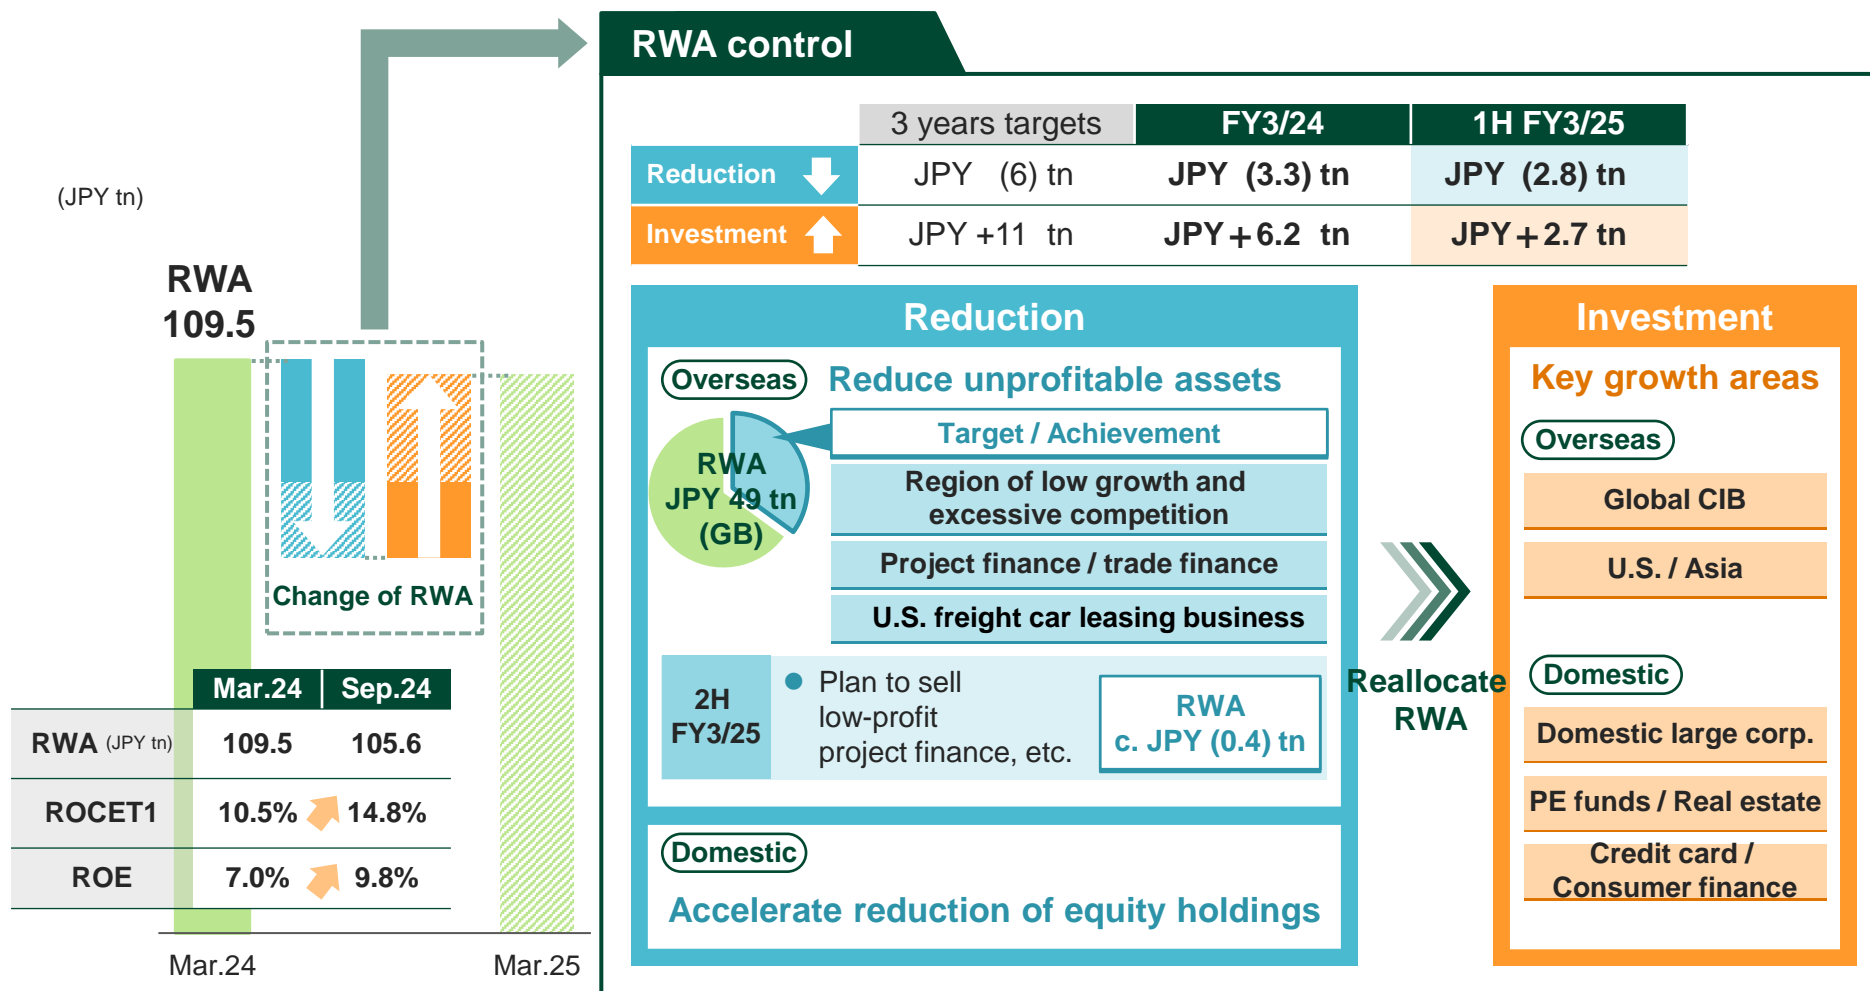 RWA control
3 years targets
FY3/24
1H FY3/25
Reduction
JPY (6) tn
JPY (3.3) tn
JPY (2.8) tn
Investment
JPY +11 tn
JPY+6.2 tn
JPY+2.7 tn
(JPY tn)
RWA
109.5
Change of RWA
Mar.24
Sep.24
RWA (JPY tn)
109.5
105.6
ROCET1
10.5%
14.8%
ROE
7.0%
9.8%
Mar.24
Mar.25
Reduction
Overseas
Reduce unprofitable assets
RWA
JPY 49 tn
(GB)
Target / Achievement
Region of low growth and
excessive competition
Project finance / trade finance
U.S. freight car leasing business
2H
FY3/25
● Plan to sell
low-profit
project finance, etc.
RWA
c. JPY (0.4) tn
Domestic
Accelerate reduction of equity holdings
Reallocate
RWA
Investment
Key growth areas
Overseas
Global CIB
U.S. / Asia
Domestic
Domestic large corp.
PE funds / Real estate
Credit card /
Consumer finance